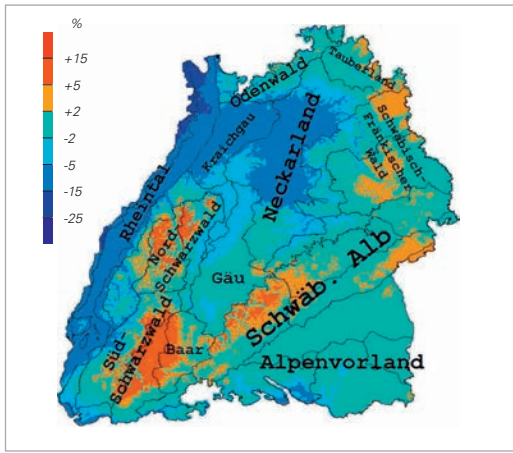 %
+15
+5
+2
-2
-5
-15
-25
Tauberland
Odenwald
Schwäbisch-
Fränkischer
Wald
Kraichgau
Neckarland
Rheintal
Nord-
Schwarzwald
Gäu
Schwäb. Alb
Süd-
Schwarzwald
Baar
Alpenvorland